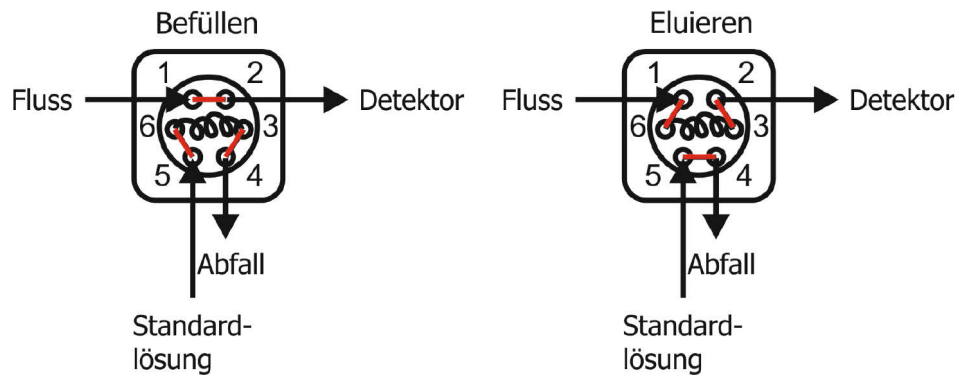 Befüllen
1 2
Fluss
Detektor
6 3
5 4
Abfall
Standard-
lösung
Eluieren
1 2
Fluss
Detektor
6 3
5 4
Abfall
Standard-
lösung